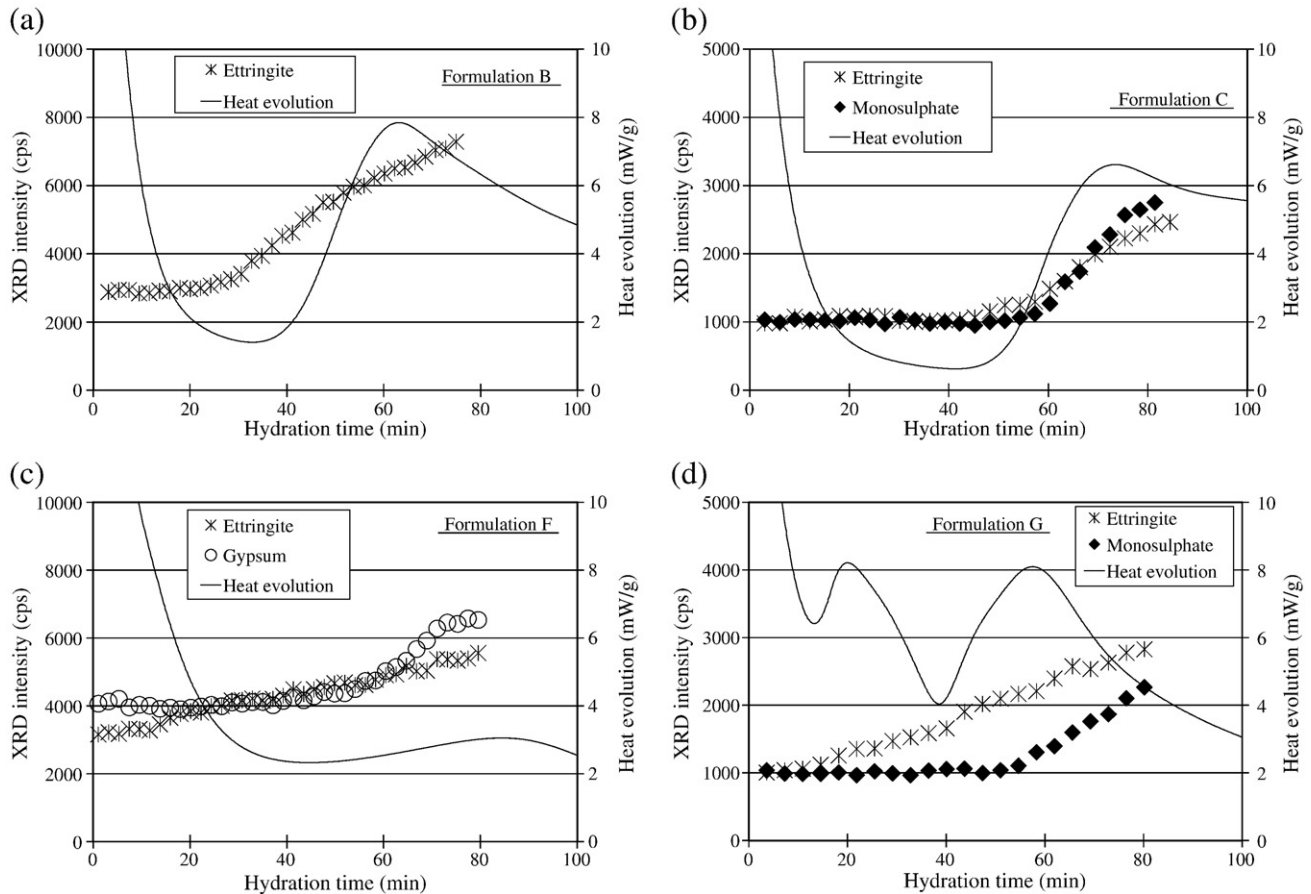 (a)
10000
8000
6000
4000
2000
0
XRD intensity (cps)
Ettringite
Heat evolution
Formulation B
10
8
6
4
2
0
Heat evolution (mW/g)
0 20 40 60 80 100
Hydration time (min)
(b)
5000
4000
3000
2000
1000
0
XRD intensity (cps)
Ettringite
Monosulphate
Heat evolution
Formulation C
10
8
6
4
2
0
Heat evolution (mW/g)
0 20 40 60 80 100
Hydration time (min)
(c)
10000
8000
6000
4000
2000
0
XRD intensity (cps)
Ettringite
Gypsum
Heat evolution
Formulation F
10
8
6
4
2
0
Heat evolution (mW/g)
0 20 40 60 80 100
Hydration time (min)
(d)
5000
4000
3000
2000
1000
0
XRD intensity (cps)
Formulation G
Ettringite
Monosulphate
Heat evolution
10
8
6
4
2
0
Heat evolution (mW/g)
0 20 40 60 80 100
Hydration time (min)